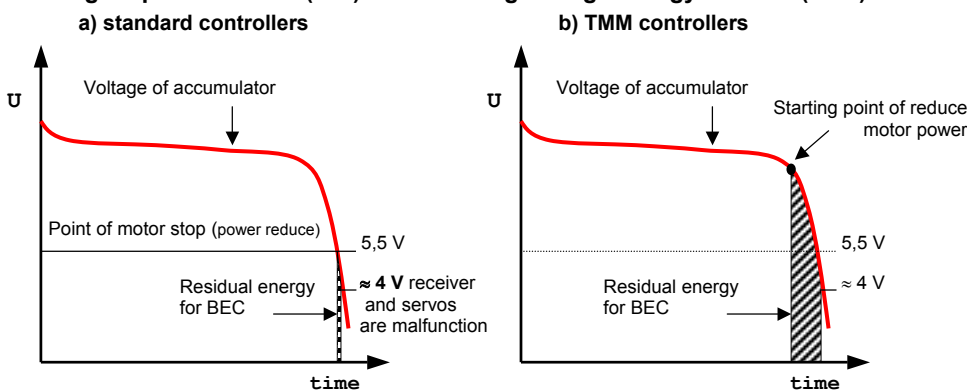 a) standard controllers
b) TMM controllers
U
Voltage of accumulator
Point of motor stop (power reduce)
5,5 V
Residual energy
for BEC
≈ 4 V receiver
and servos
are malfunction
time
U
Voltage of accumulator
Starting point of reduce
motor power
5,5 V
Residual energy
for BEC
≈ 4 V
time